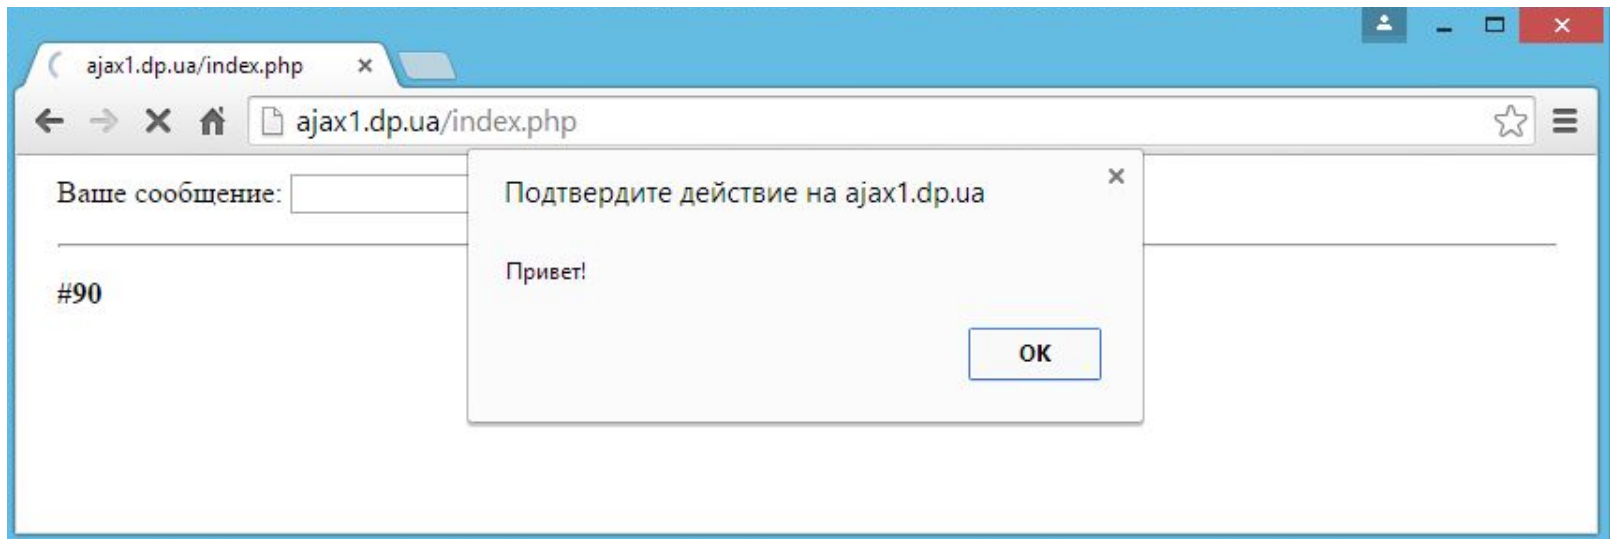 ajax1.dp.ua/index.php
ajax1.dp.ua/index.php
Ваше сообщение:
Подтвердите действие на ajax1.dp.ua
Привет!
#90
ОК